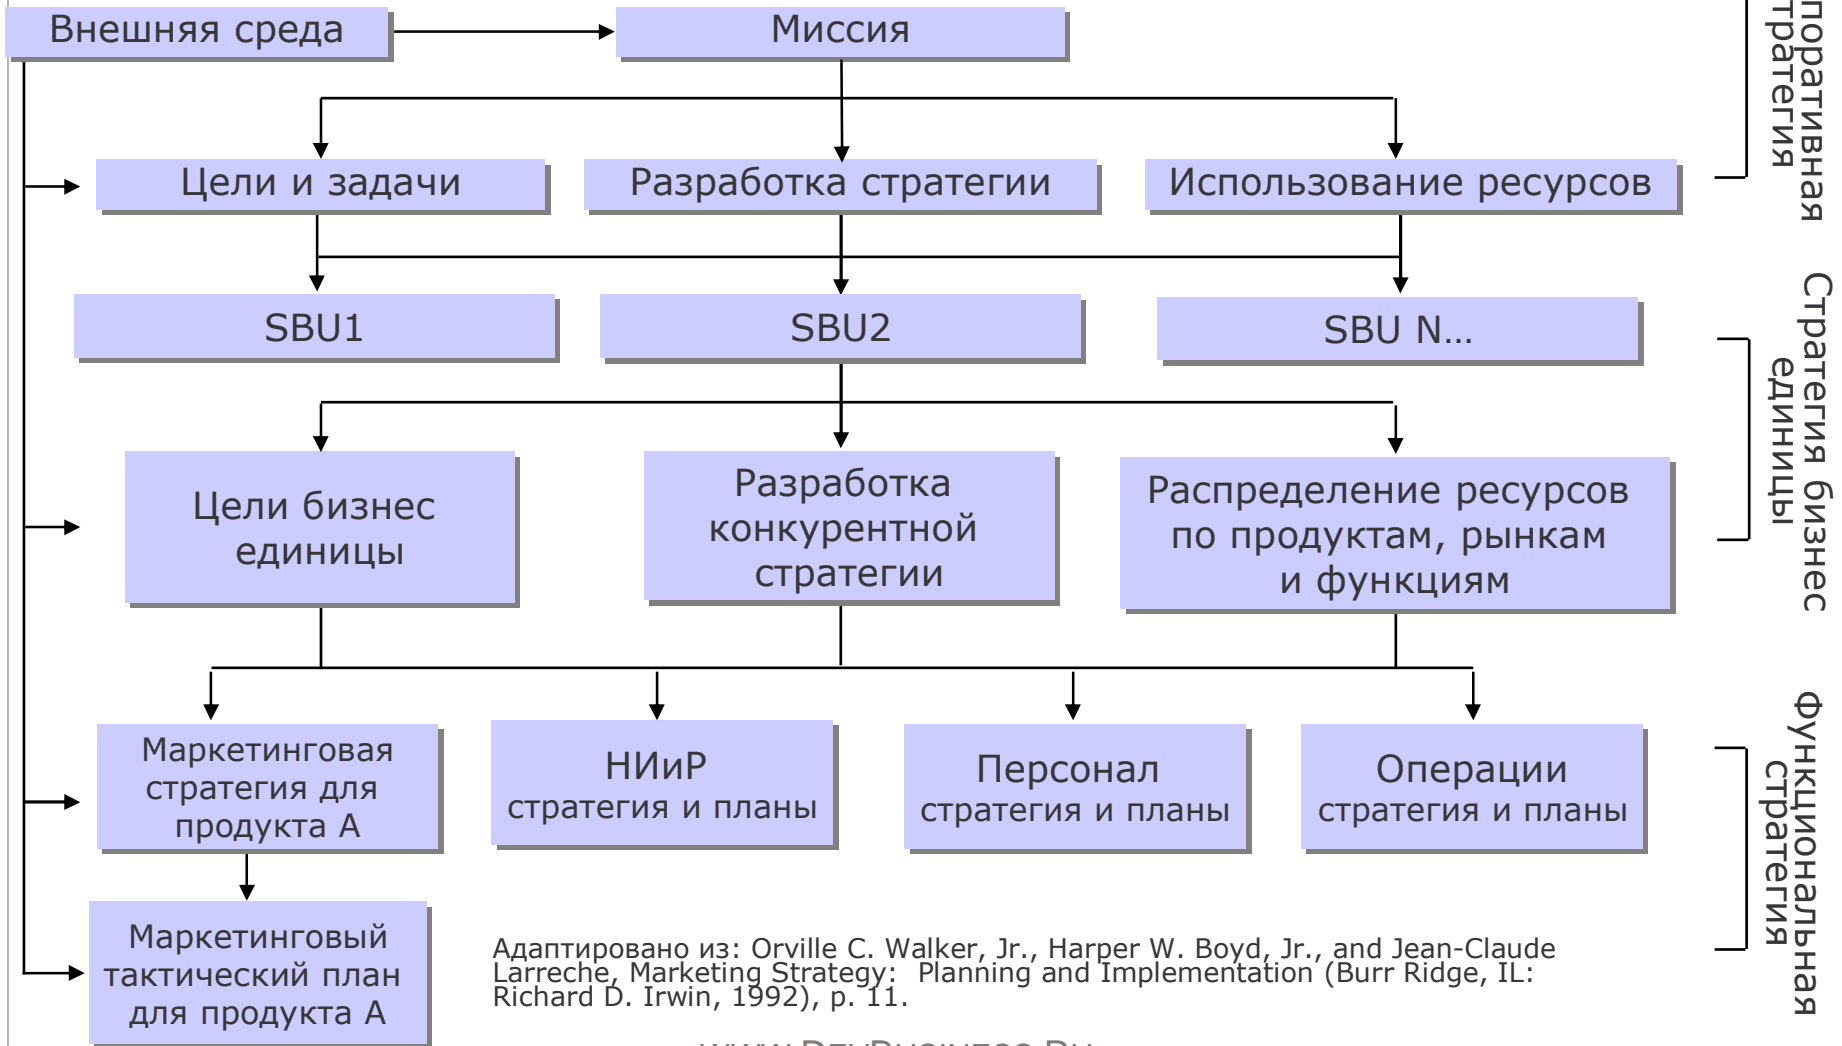 Внешняя среда
Миссия
Цели и задачи
Разработка стратегии
Использование ресурсов
SBU1
SBU2
SBU N...
Цели бизнес
единицы
Разработка
конкурентной
стратегии
Распределение ресурсов
по продуктам, рынкам
и функциям
Маркетинговая
стратегия для
продукта А
НИиР
стратегия и планы
Персонал
стратегия и планы
Операции
стратегия и планы
Маркетинговый
тактический план
для продукта А
Адаптировано из: Orville C. Walker, Jr., Harper W. Boyd, Jr., and Jean-Claude
Larreche, Marketing Strategy: Planning and Implementation (Burr Ridge, IL:
Richard D. Irwin, 1992), p. 11.
поративная
тратегия
Стратегия бизнес
единицы
Функциональная
стратегия